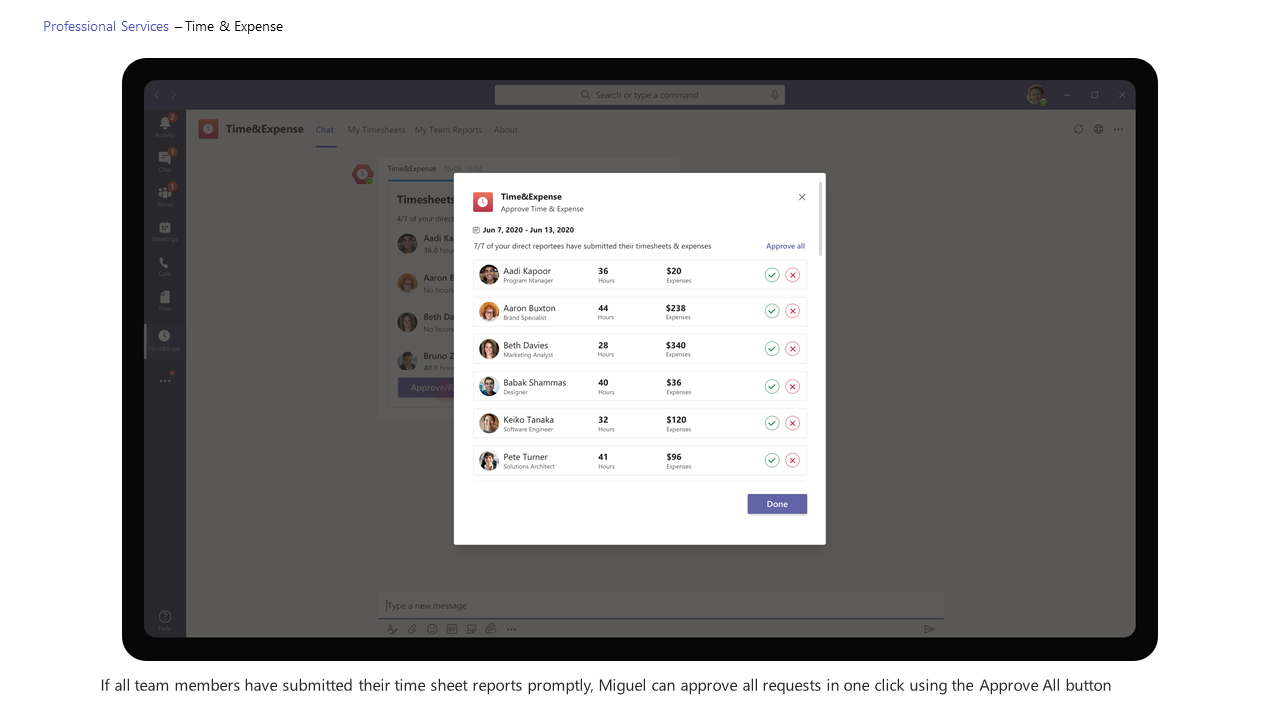 Professional Services – Time & Expense
Search or type a command
Time&Expense Chat My Timesheets My Team Reports About
2
Activity
1
Chat
1
Teams
Meetings
Calls
Files
Help
Time&Expense
Timesheets
4/7 of your direct
Aadi Ka
36.0 hour
Aaron B
No hours
Beth Da
No hours
Bruno Z
40.0 hour
Approve/R
Time&Expense
Approve Time & Expense
Jun 7, 2020 - Jun 13, 2020
7/7 of your direct reportees have submitted their timesheets & expenses Approve all
Aadi Kapoor 36 $20
Program Manager Hours Expenses
Aaron Buxton 44 $238
Brand Specialist Hours Expenses
Beth Davies 28 $340
Marketing Analyst Hours Expenses
Babak Shammas 40 $36
Designer Hours Expenses
Keiko Tanaka 32 $120
Software Engineer Hours Expenses
Pete Turner 41 $96
Solutions Architect Hours Expenses
Done
Type a new message
If all team members have submitted their time sheet reports promptly, Miguel can approve all requests in one click using the Approve All button